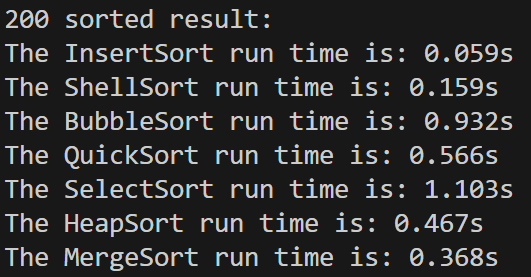 200 sorted result:
The InsertSort run time is: 0.059s
The ShellSort run time is: 0.159s
The BubbleSort run time is: 0.932s
The QuickSort run time is: 0.566s
The SelectSort run time is: 1.103s
The HeapSort run time is: 0.467s
The MergeSort run time is: 0.368s